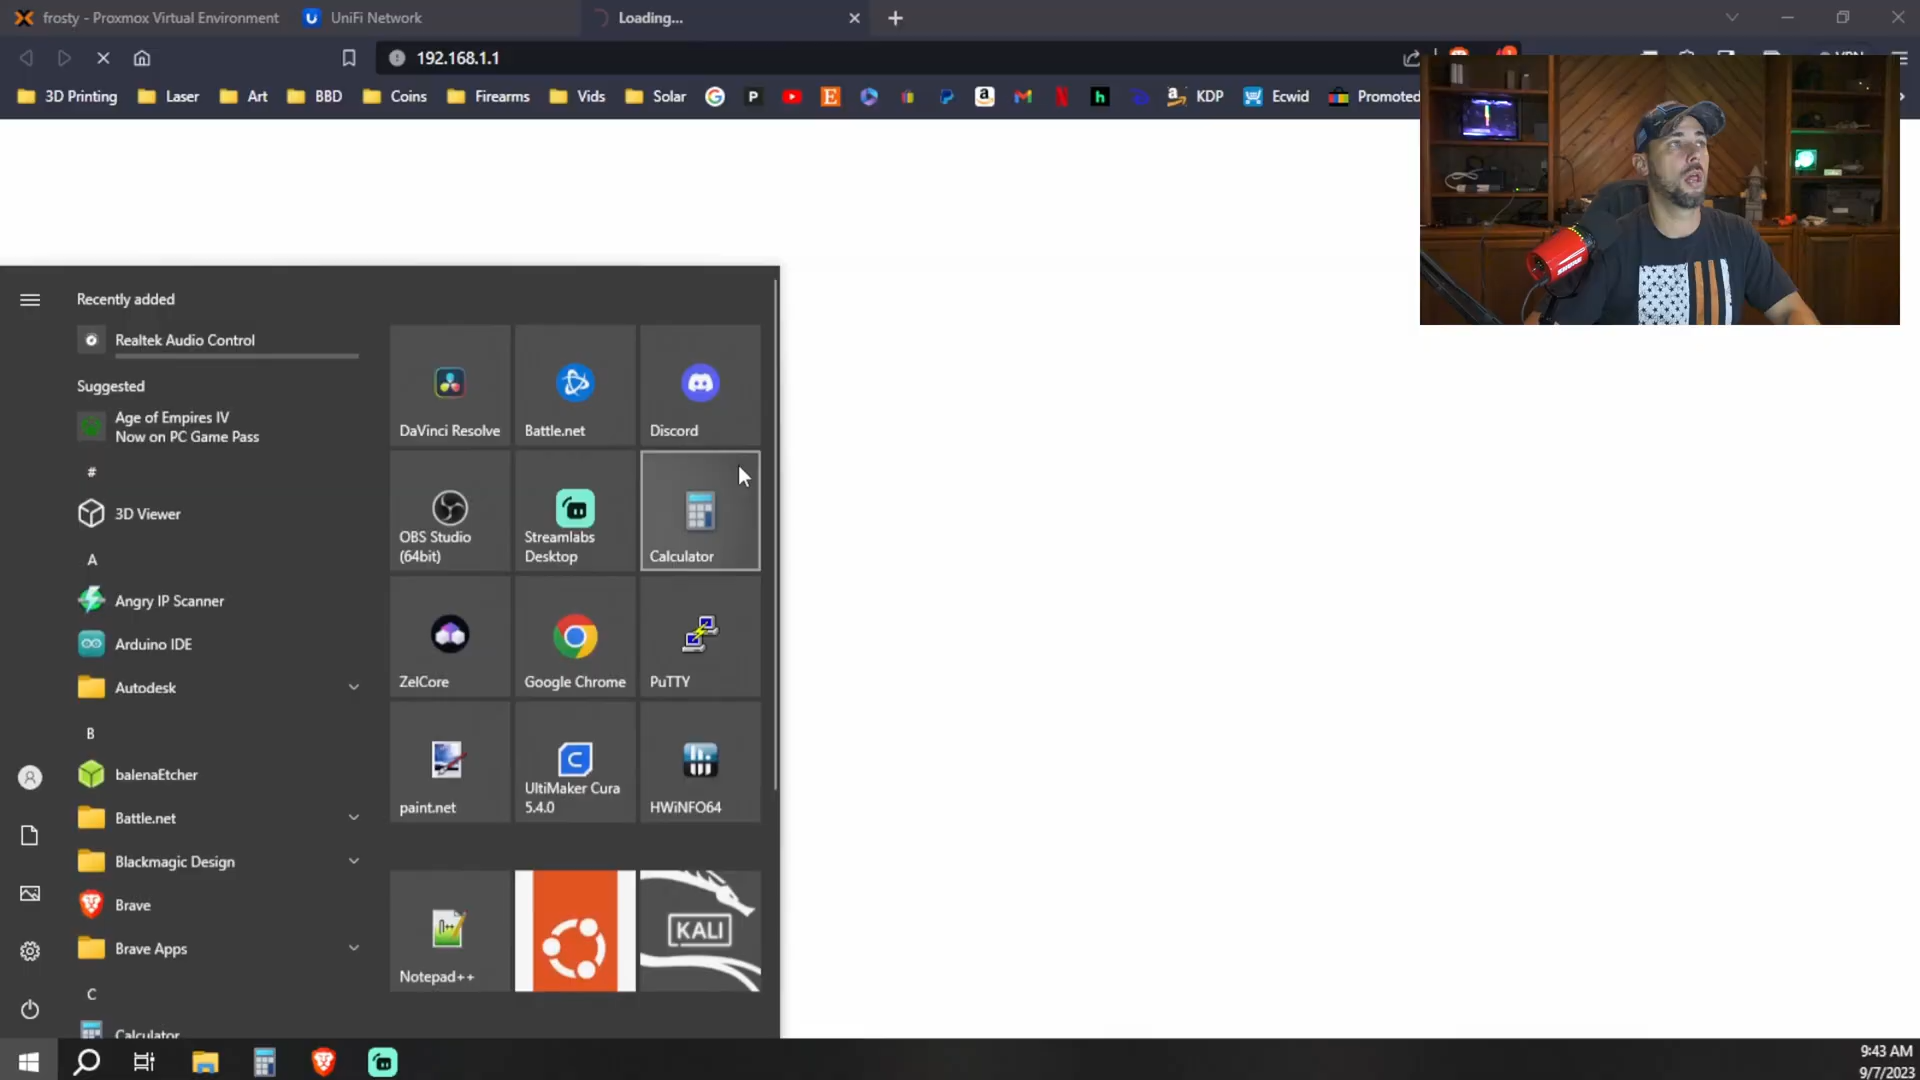 frosty - Proxmox Virtual Environment
UniFi Network
Loading...
192.168.1.1
3D Printing
Laser
Art
BBD
Coins
Firearms
Vids
Solar
KDP
Ecwid
Promoted
Recently added
Realtek Audio Control
Suggested
Age of Empires IV
Now on PC Game Pass
#
3D Viewer
A
Angry IP Scanner
Arduino IDE
Autodesk
B
balenaEtcher
Battle.net
Blackmagic Design
Brave
Brave Apps
C
Calculator
DaVinci Resolve
Battle.net
Discord
OBS Studio
(64bit)
Streamlabs
Desktop
Calculator
ZelCore
Google Chrome
PuTTY
paint.net
UltiMaker Cura
5.4.0
HWiNFO64
Notepad++
KALI
SHURE
9:43 AM
9/7/2023